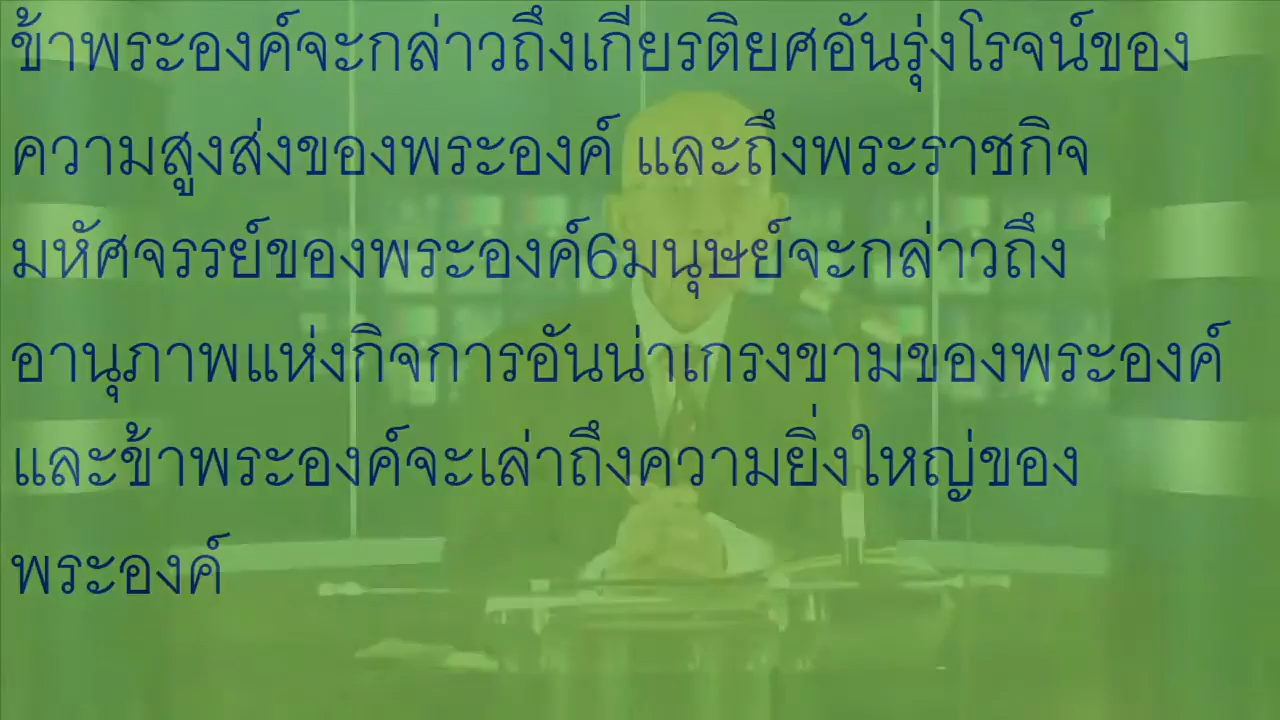 ข้าพระองค์จะกล่าวถึงเกียรติยศอันรุ่งโรจน์ของ
ความสูงส่งของพระองค์ และถึงพระราชกิจ
มหัศจรรย์ของพระองค์6มนุษย์จะกล่าวถึง
อานุภาพแห่งกิจการอันน่าเกรงขามของพระองค์
และข้าพระองค์จะเล่าถึงความยิ่งใหญ่ของ
พระองค์